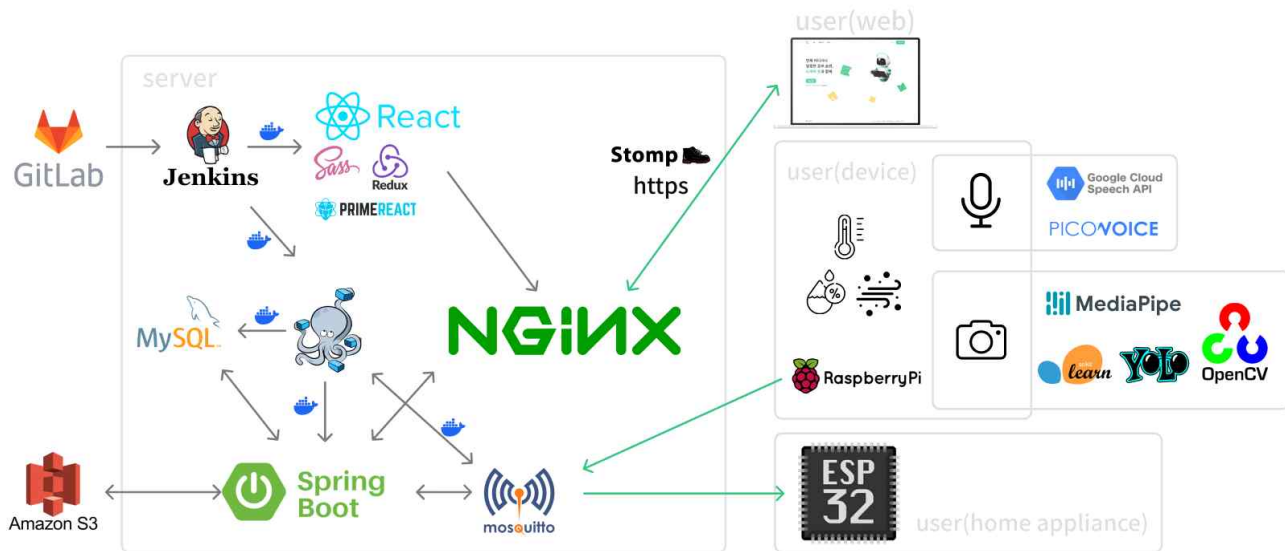 user(web)
server
React
GitLab
Jenkins
Sass
Redux
PRIMEREACT
Stomp
https
user(device)
Google Cloud
Speech API
PICOVOICE
%
MySQL
NGiNX
MediaPipe
RaspberryPi
learn
YOLO
OpenCV
Amazon S3
Spring
Boot
mosquitto
ESP
32
user(home appliance)